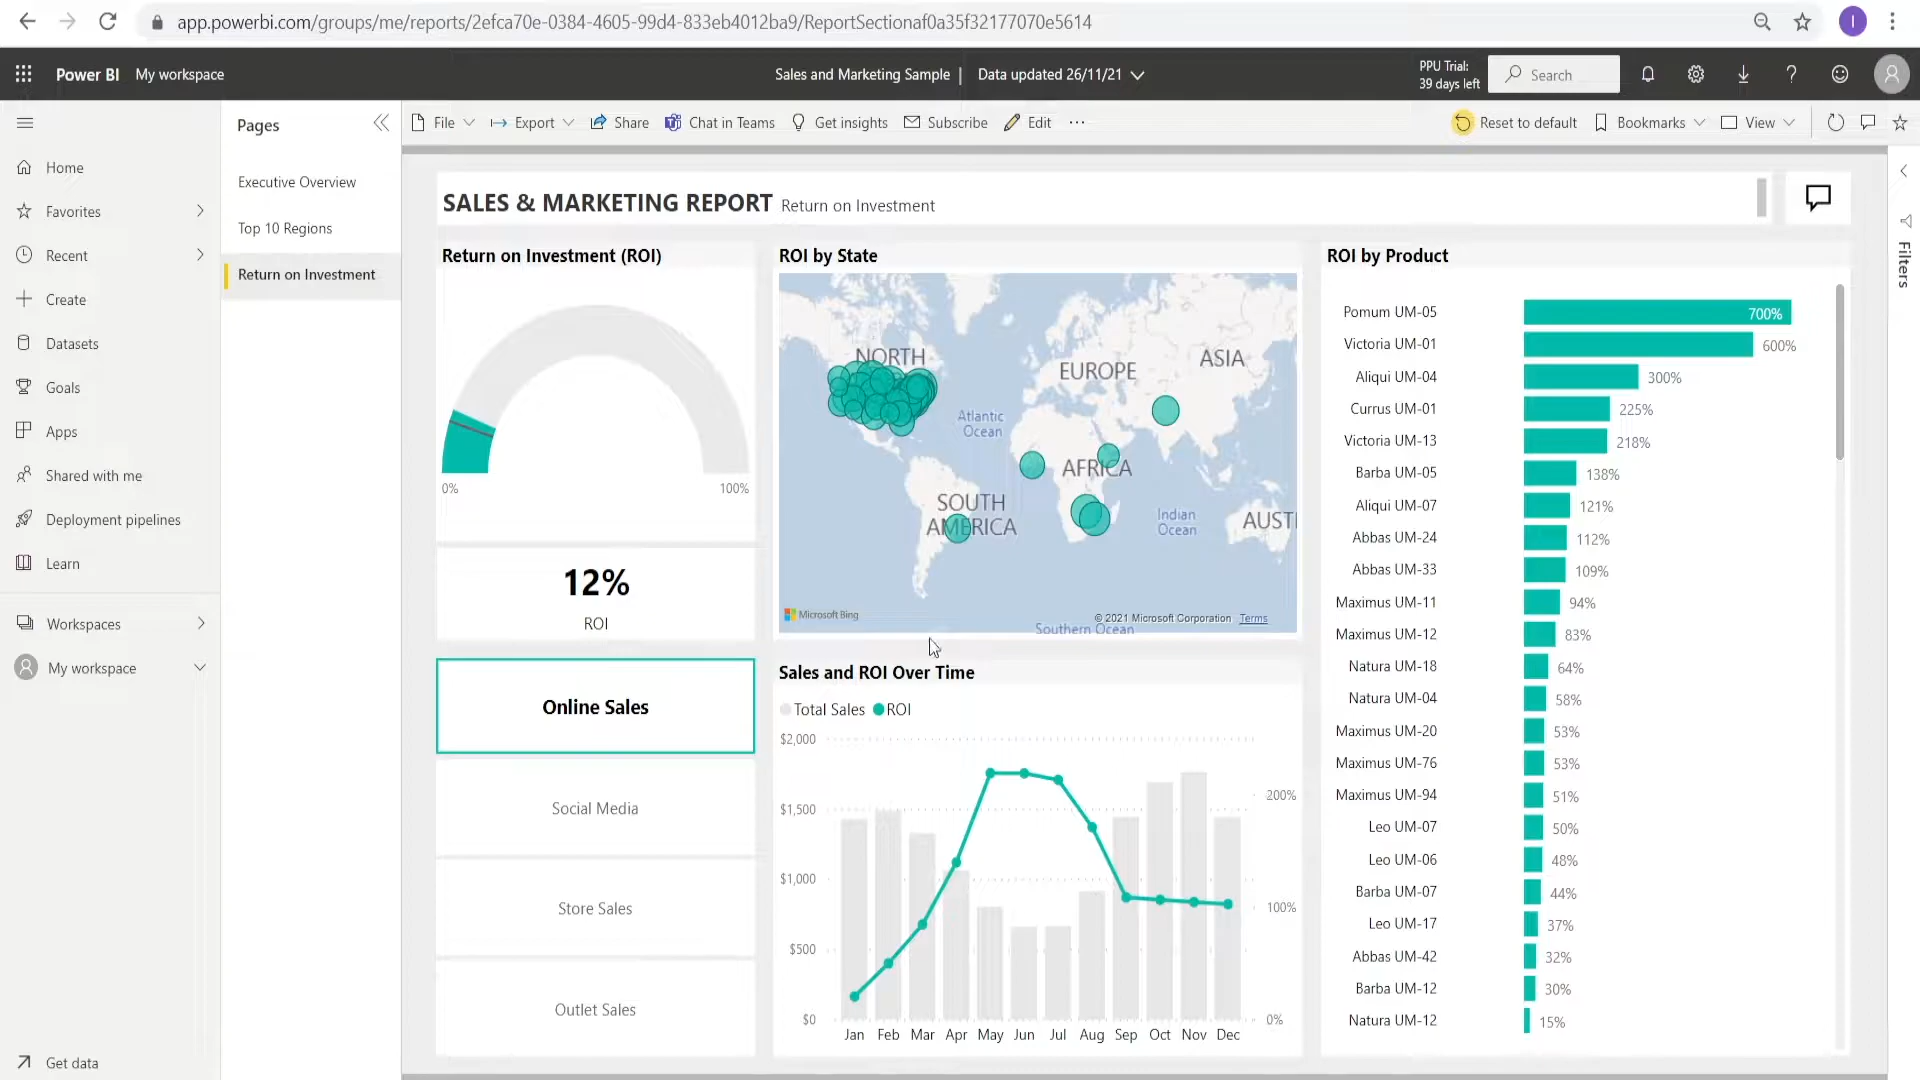 app.powerbi.com/groups/me/reports/2efca70e-0384-4605-99d4-833eb4012ba9/ReportSectionaf0a35f32177070e5614
I
Power BI My workspace
Sales and Marketing Sample | Data updated 26/11/21
PPU Trial:
39 days left
Search
Pages
File Export Share Chat in Teams Get insights Subscribe Edit ...
Reset to default Bookmarks View
Home
Favorites
Recent
Create
Datasets
Goals
Apps
Shared with me
Deployment pipelines
Learn
Workspaces
My workspace
Get data
Executive Overview
Top 10 Regions
Return on Investment
SALES & MARKETING REPORT Return on Investment
Filters
Return on Investment (ROI)
0% 100%
12%
ROI
Online Sales
Social Media
Store Sales
Outlet Sales
ROI by State
NORTH
EUROPE
ASIA
Atlantic
Ocean
AFRICA
SOUTH
AMERICA
Indian
Ocean
AUST
Microsoft Bing
© 2021 Microsoft Corporation Terms
Southern Ocean
Sales and ROI Over Time
Total Sales ROI
$2,000
$1,500
$1,000
$500
$0
200%
100%
0%
Jan Feb Mar Apr May Jun Jul Aug Sep Oct Nov Dec
ROI by Product
Pomum UM-05 700%
Victoria UM-01 600%
Aliqui UM-04 300%
Currus UM-01 225%
Victoria UM-13 218%
Barba UM-05 138%
Aliqui UM-07 121%
Abbas UM-24 112%
Abbas UM-33 109%
Maximus UM-11 94%
Maximus UM-12 83%
Natura UM-18 64%
Natura UM-04 58%
Maximus UM-20 53%
Maximus UM-76 53%
Maximus UM-94 51%
Leo UM-07 50%
Leo UM-06 48%
Barba UM-07 44%
Leo UM-17 37%
Abbas UM-42 32%
Barba UM-12 30%
Natura UM-12 15%